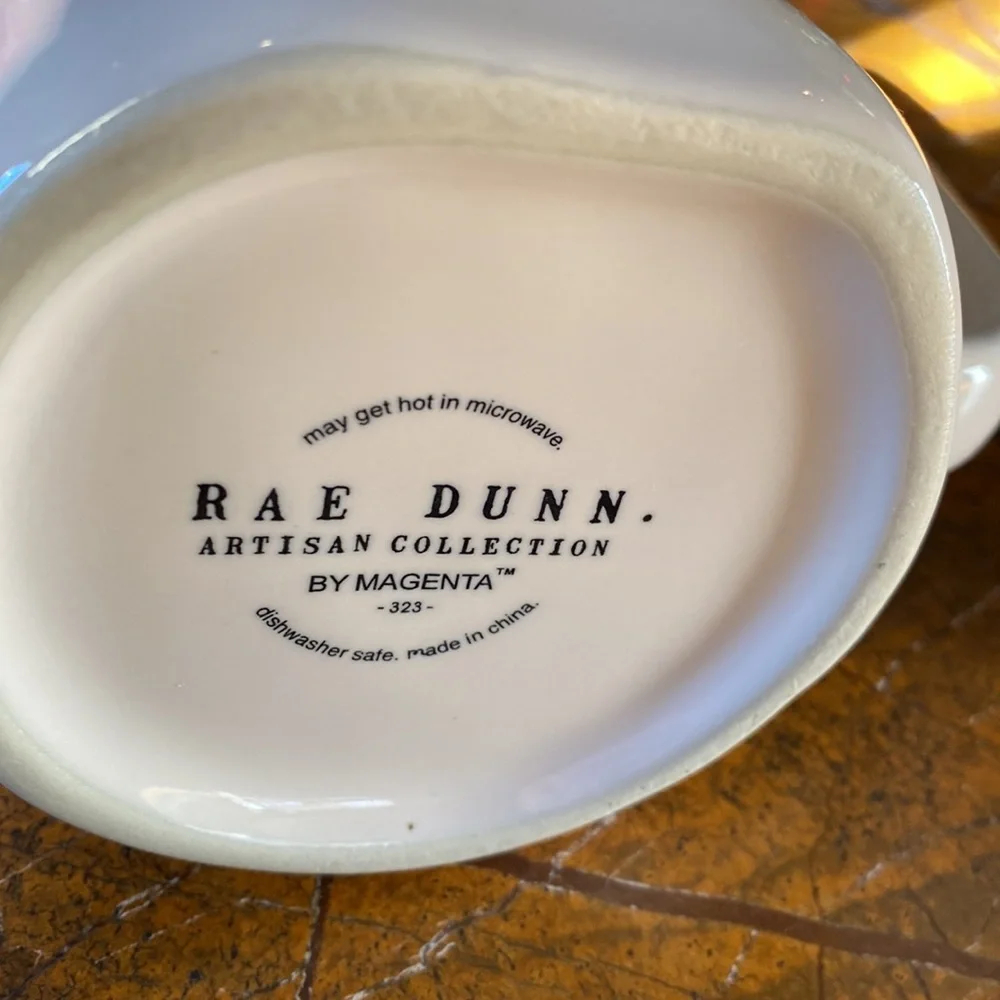 may get hot in microwave.
RAE DUNN.
ARTISAN COLLECTION
BY MAGENTA™
- 323 -
dishwasher safe. made in china.